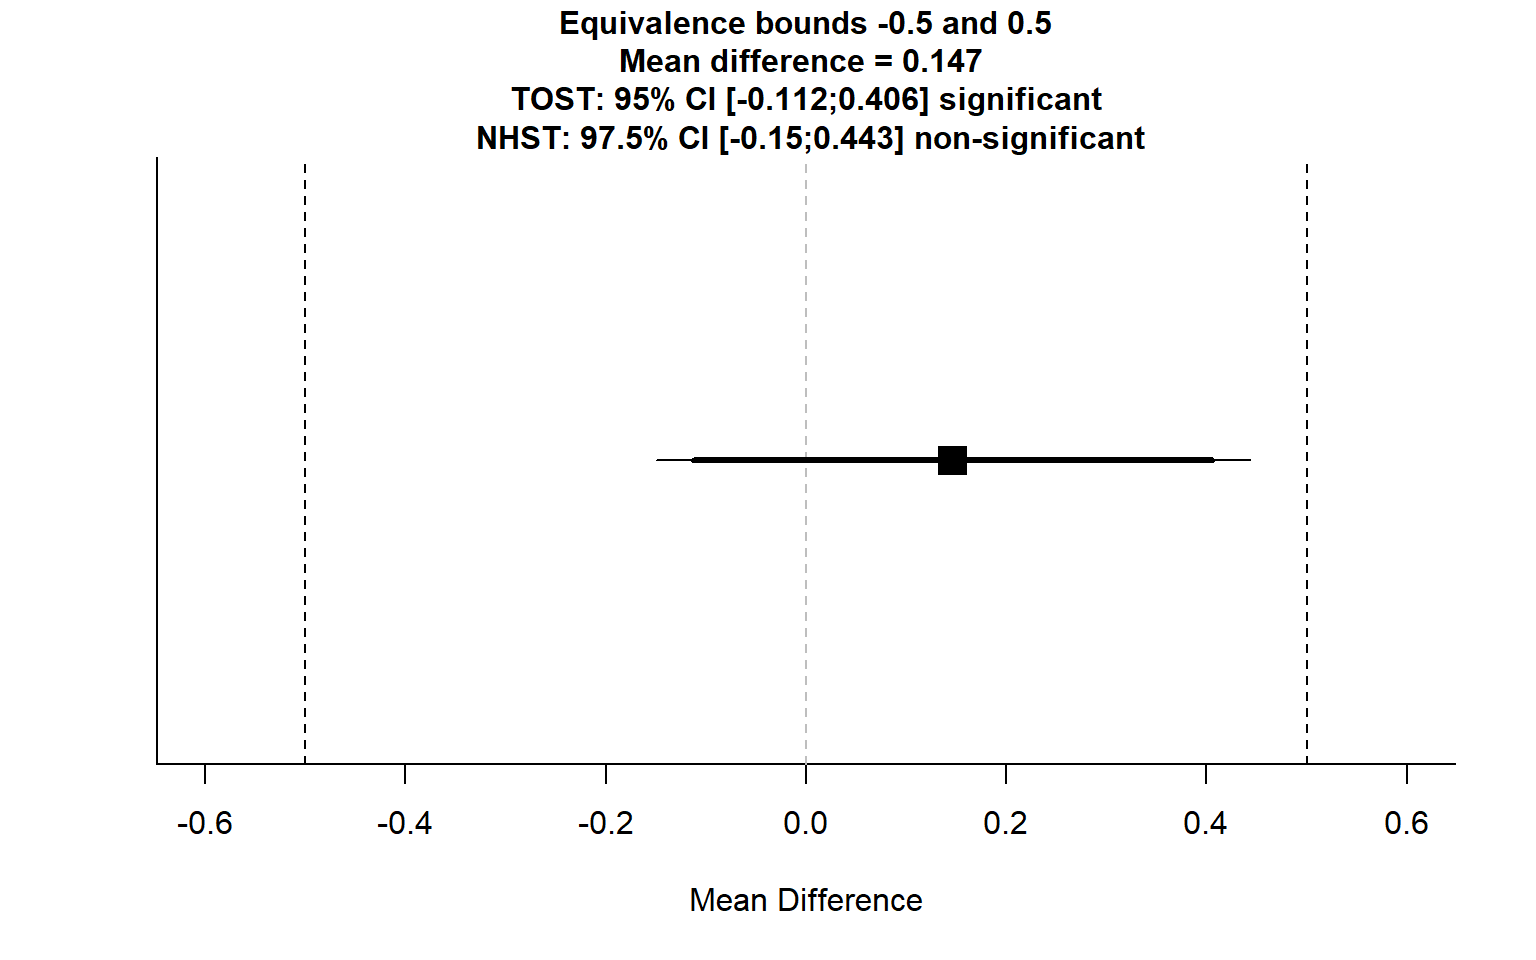 Equivalence bounds -0.5 and 0.5
Mean difference = 0.147
TOST: 95% CI [-0.112;0.406] significant
NHST: 97.5% CI [-0.15;0.443] non-significant
-0.6 -0.4 -0.2 0.0 0.2 0.4 0.6
Mean Difference